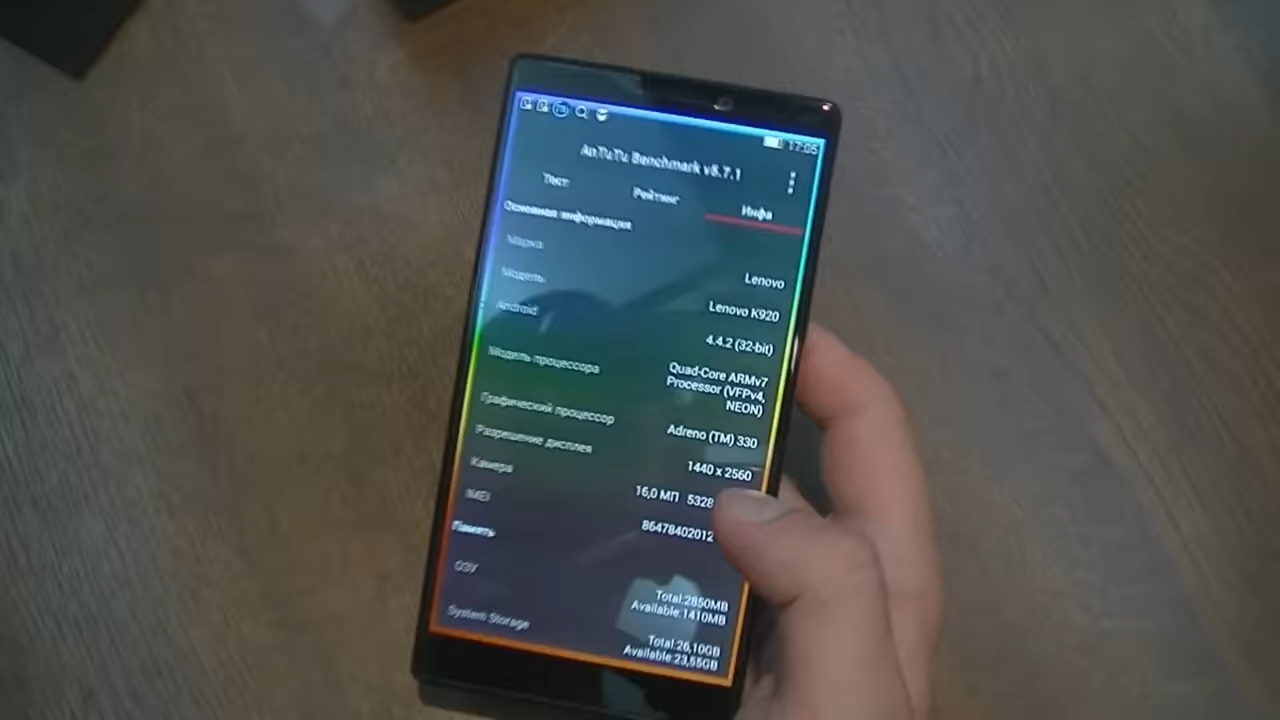 17:05
AnTuTu Benchmark v5.7.1
Тест Рейтинг Инфа
Основная информация
Марка Lenovo
Модель Lenovo K920
Android 4.4.2 (32-bit)
Модель процессора Quad-Core ARMv7
Processor (VFPv4,
NEON)
Графический процессор Adreno (TM) 330
Разрешение дисплея 1440 x 2560
Камера 16,0 МП 5328
IMEI 86478402012
Память
ОЗУ Total:2850MB
Available:1410MB
System Storage Total:26,10GB
Available:23,55GB